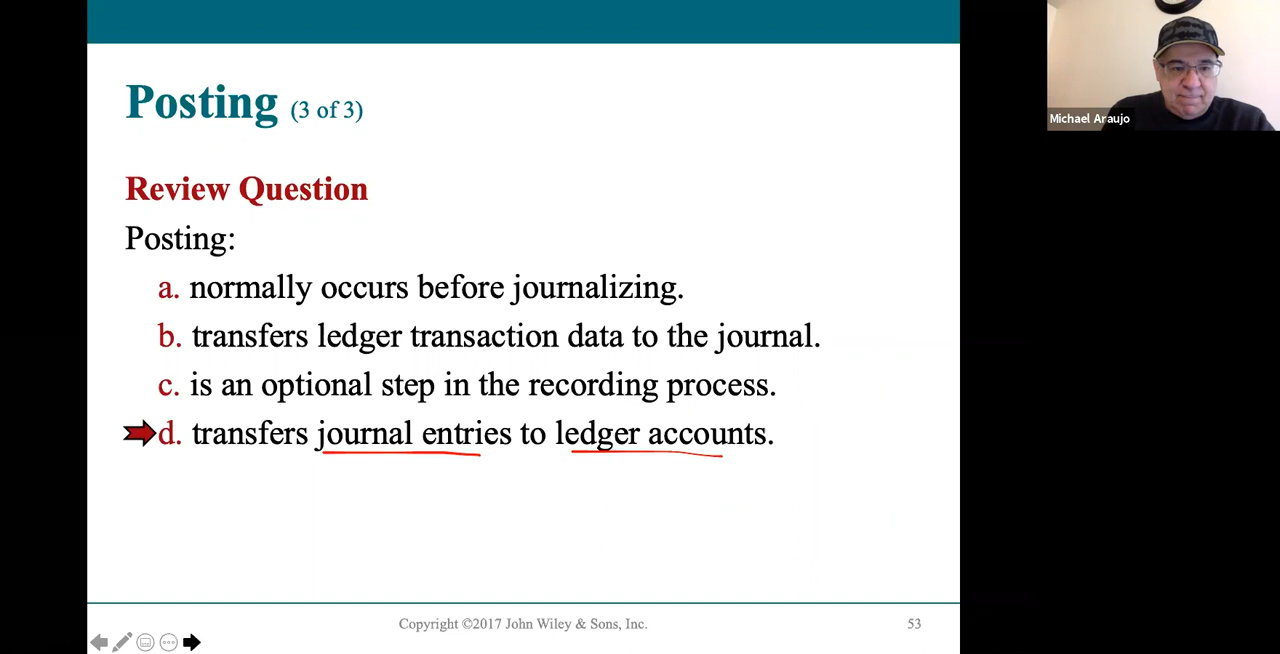 Posting (3 of 3)
Review Question
Posting:
a. normally occurs before journalizing.
b. transfers ledger transaction data to the journal.
c. is an optional step in the recording process.
d. transfers journal entries to ledger accounts.
Copyright ©2017 John Wiley & Sons, Inc.
53
Michael Araujo